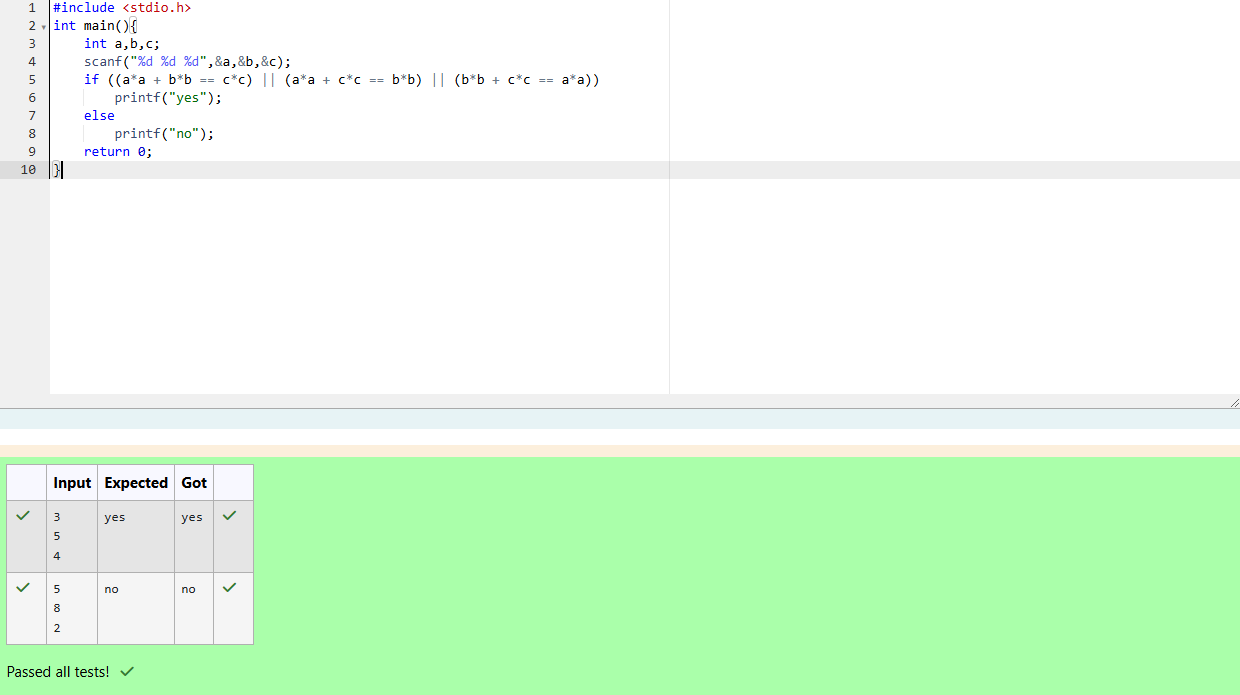 1 #include <stdio.h>
2 int main(){
3     int a,b,c;
4     scanf("%d %d %d",&a,&b,&c);
5     if ((a*a + b*b == c*c) || (a*a + c*c == b*b) || (b*b + c*c == a*a))
6         printf("yes");
7     else
8         printf("no");
9     return 0;
10 }
Input Expected Got
3 yes yes
5
4
5 no no
8
2
Passed all tests!